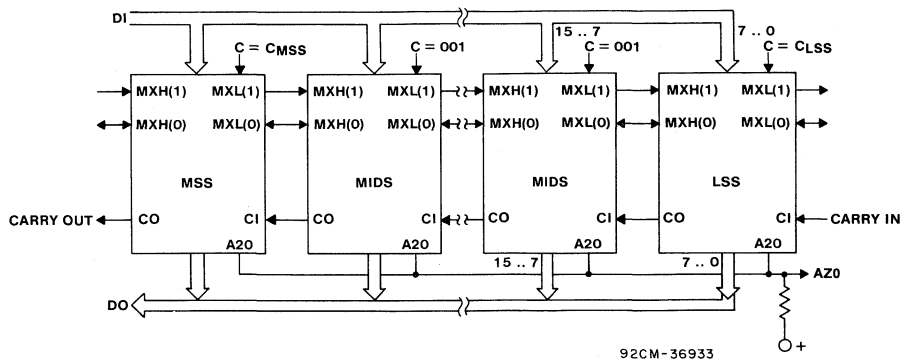 DI
15 .. 7
7 .. 0
C = CMSS
C = 001
C = 001
C = CLSS
MXH(1) MXL(1)
MXH(1) MXL(1)
MXH(1) MXL(1)
MXH(1) MXL(1)
MXH(0) MXL(0)
MXH(0) MXL(0)
MXH(0) MXL(0)
MXH(0) MXL(0)
MSS
MIDS
MIDS
LSS
CARRY OUT
CO CI
CO CI
CO CI
CO CI
CARRY IN
A20
A20
A20
A20
15 .. 7
7 .. 0
AZ0
DO
+
92CM-36933